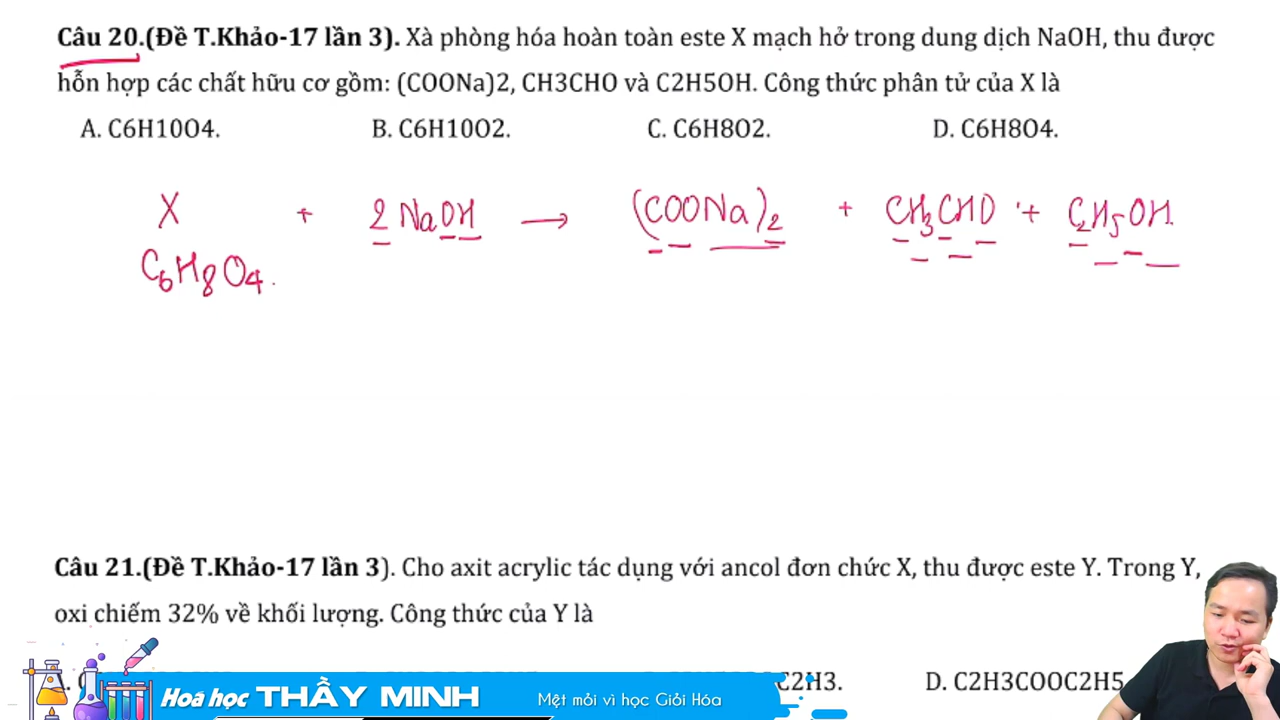 Câu 20.(Đề T.Khảo-17 lần 3). Xà phòng hóa hoàn toàn este X mạch hở trong dung dịch NaOH, thu được
hỗn hợp các chất hữu cơ gồm: (COONa)2, CH3CHO và C2H5OH. Công thức phân tử của X là
A. C6H10O4. B. C6H10O2. C. C6H8O2. D. C6H8O4.
X + 2 NaOH → (COONa)2 + CH3CHO + C2H5OH.
C6H8O4.
Câu 21.(Đề T.Khảo-17 lần 3). Cho axit acrylic tác dụng với ancol đơn chức X, thu được este Y. Trong Y,
oxi chiếm 32% về khối lượng. Công thức của Y là
C2H3. D. C2H3COOC2H5
Hoá học THẦY MINH Mệt mỏi vì học Giỏi Hóa